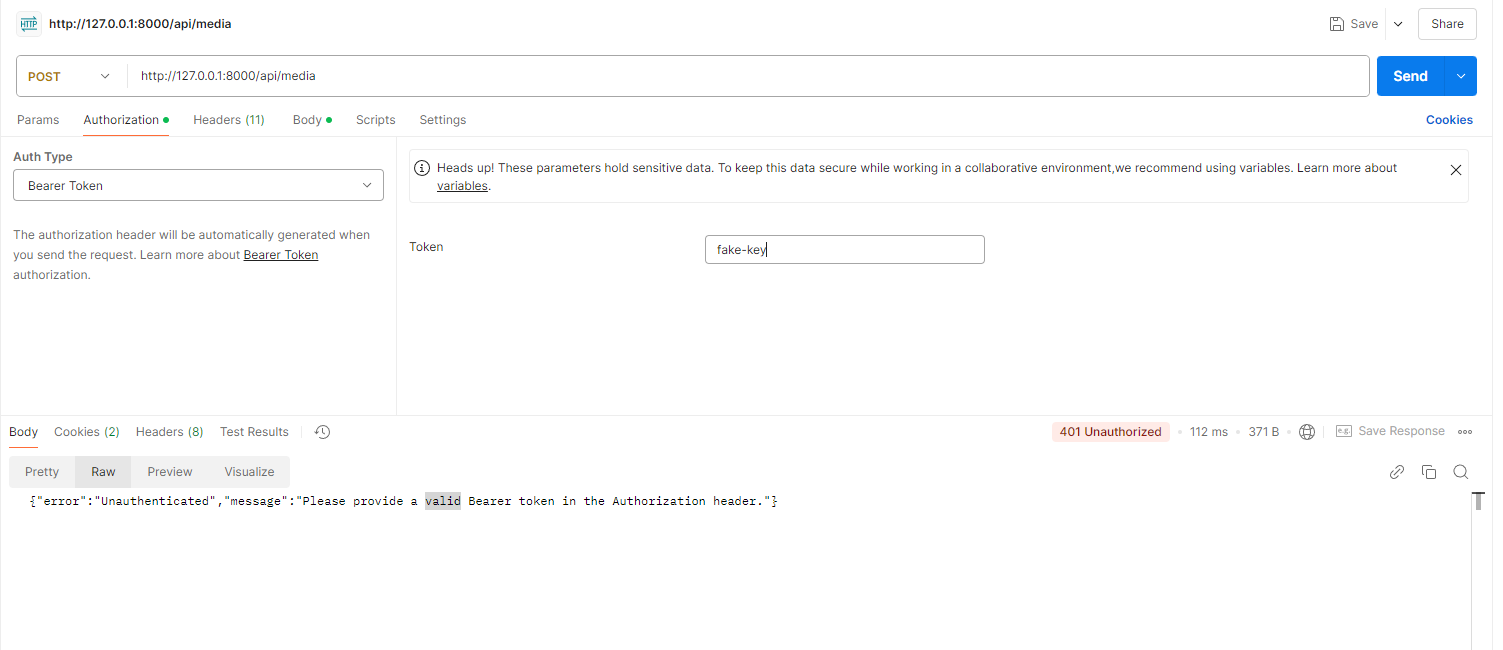 HTTP http://127.0.0.1:8000/api/media Save Share
POST http://127.0.0.1:8000/api/media Send
Params Authorization Headers (11) Body Scripts Settings Cookies
Auth Type
Bearer Token
The authorization header will be automatically generated when
you send the request. Learn more about Bearer Token
authorization.
Heads up! These parameters hold sensitive data. To keep this data secure while working in a collaborative environment,we recommend using variables. Learn more about
variables.
Token fake-key
Body Cookies (2) Headers (8) Test Results 401 Unauthorized 112 ms 371 B e.g. Save Response
Pretty Raw Preview Visualize
{"error":"Unauthenticated","message":"Please provide a valid Bearer token in the Authorization header."}